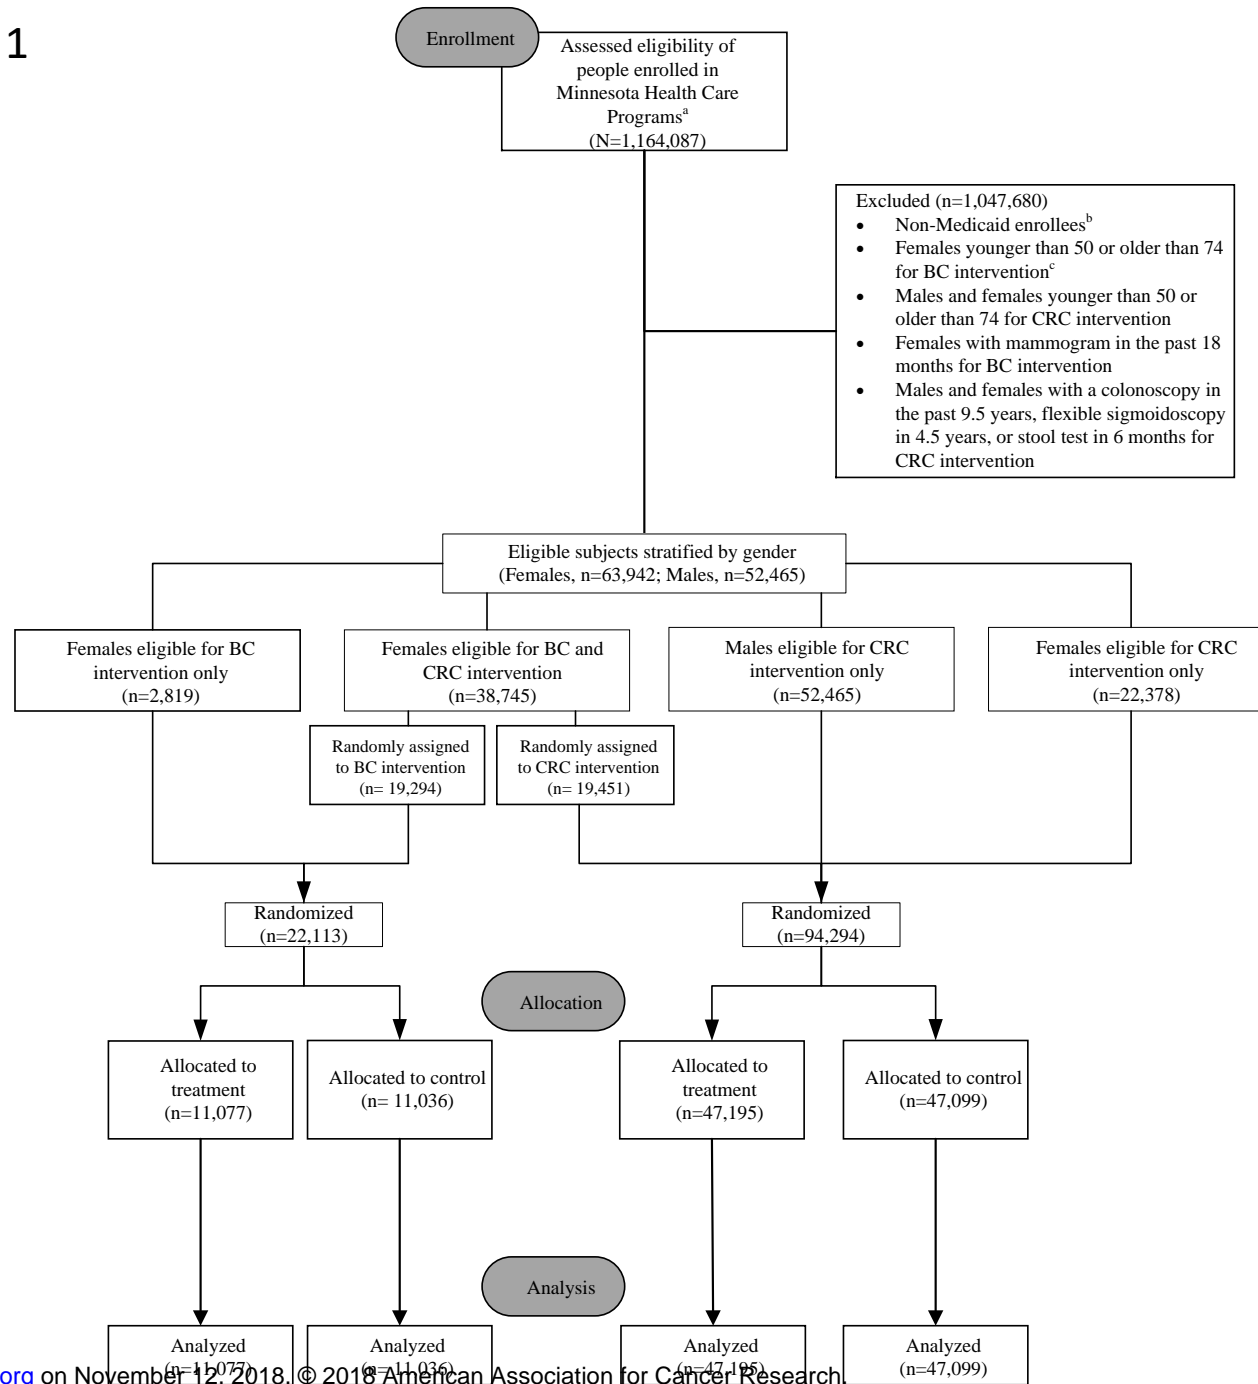 1
Enrollment
Assessed eligibility of
people enrolled in
Minnesota Health Care
Programsa
(N=1,164,087)
Excluded (n=1,047,680)
• Non-Medicaid enrolleesb
• Females younger than 50 or older than 74
for BC interventionc
• Males and females younger than 50 or
older than 74 for CRC intervention
• Females with mammogram in the past 18
months for BC intervention
• Males and females with a colonoscopy in
the past 9.5 years, flexible sigmoidoscopy
in 4.5 years, or stool test in 6 months for
CRC intervention
Eligible subjects stratified by gender
(Females, n=63,942; Males, n=52,465)
Females eligible for BC
intervention only
(n=2,819)
Females eligible for BC and
CRC intervention
(n=38,745)
Males eligible for CRC
intervention only
(n=52,465)
Females eligible for CRC
intervention only
(n=22,378)
Randomly assigned
to BC intervention
(n= 19,294)
Randomly assigned
to CRC intervention
(n= 19,451)
Randomized
(n=22,113)
Randomized
(n=94,294)
Allocation
Allocated to
treatment
(n=11,077)
Allocated to control
(n= 11,036)
Allocated to
treatment
(n=47,195)
Allocated to control
(n=47,099)
Analysis
Analyzed
(n=11,077)
Analyzed
(n=11,036)
Analyzed
(n=47,195)
Analyzed
(n=47,099)
org on November 12, 2018. © 2018 American Association for Cancer Research.